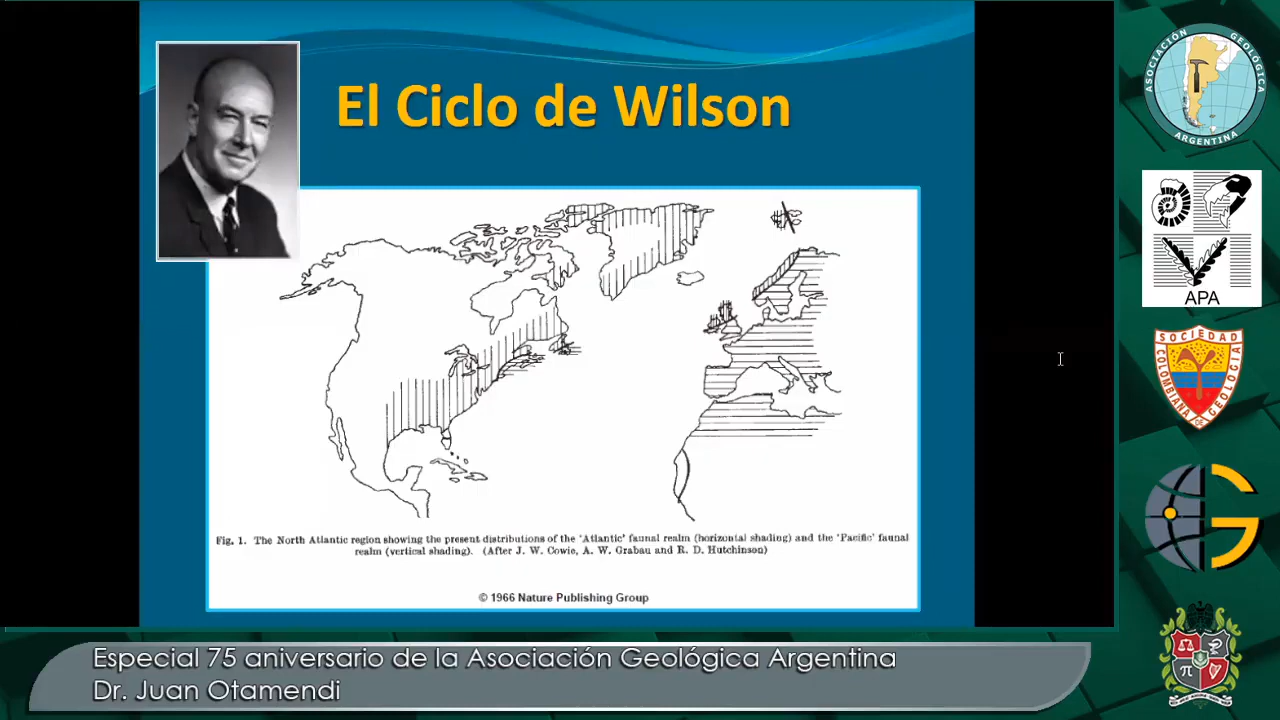 El Ciclo de Wilson
Fig. 1. The North Atlantic region showing the present distributions of the 'Atlantic' faunal realm (horizontal shading) and the 'Pacific' faunal
realm (vertical shading). (After J. W. Cowie, A. W. Grabau and R. D. Hutchinson)
© 1966 Nature Publishing Group
ASOCIACIÓN GEOLÓGICA
ARGENTINA
APA
SOCIEDAD
COLOMBIANA DE GEOLOGIA
G
π
Especial 75 aniversario de la Asociación Geológica Argentina
Dr. Juan Otamendi